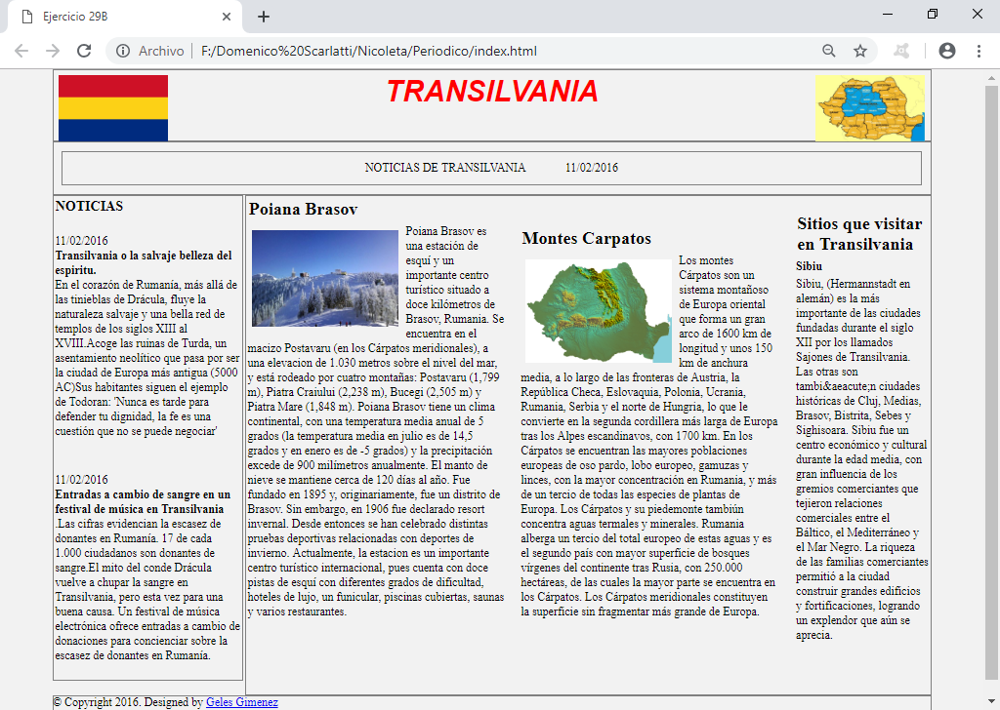 Ejercicio 29B
Archivo
F:/Domenico%20Scarlatti/Nicoleta/Periodico/index.html
TRANSILVANIA
NOTICIAS DE TRANSILVANIA 11/02/2016
NOTICIAS
11/02/2016
Transilvania o la salvaje belleza del
espiritu.
En el corazón de Rumanía, más allá de
las tinieblas de Drácula, fluye la
naturaleza salvaje y una bella red de
templos de los siglos XIII al
XVIII.Acoge las ruinas de Turda, un
asentamiento neolítico que pasa por ser
la ciudad de Europa más antigua (5000
AC)Sus habitantes siguen el ejemplo
de Todoran: 'Nunca es tarde para
defender tu dignidad, la fe es una
cuestión que no se puede negociar'
11/02/2016
Entradas a cambio de sangre en un
festival de música en Transilvania
.Las cifras evidencian la escasez de
donantes en Rumanía. 17 de cada
1.000 ciudadanos son donantes de
sangre.El mito del conde Drácula
vuelve a chupar la sangre en
Transilvania, pero esta vez para una
buena causa. Un festival de música
electrónica ofrece entradas a cambio de
donaciones para concienciar sobre la
escasez de donantes en Rumanía.
Poiana Brasov
Poiana Brasov es
una estación de
esquí y un
importante centro
turístico situado a
doce kilómetros de
Brasov, Rumania. Se
encuentra en el
macizo Postavaru (en los Cárpatos meridionales), a
una elevacion de 1.030 metros sobre el nivel del mar,
y está rodeado por cuatro montañas: Postavaru (1,799
m), Piatra Craiului (2,238 m), Bucegi (2,505 m) y
Piatra Mare (1,848 m). Poiana Brasov tiene un clima
continental, con una temperatura media anual de 5
grados (la temperatura media en julio es de 14,5
grados y en enero es de -5 grados) y la precipitación
excede de 900 milímetros anualmente. El manto de
nieve se mantiene cerca de 120 días al año. Fue
fundado en 1895 y, originariamente, fue un distrito de
Brasov. Sin embargo, en 1906 fue declarado resort
invernal. Desde entonces se han celebrado distintas
pruebas deportivas relacionadas con deportes de
invierno. Actualmente, la estacion es un importante
centro turístico internacional, pues cuenta con doce
pistas de esquí con diferentes grados de dificultad,
hoteles de lujo, un funicular, piscinas cubiertas, saunas
y varios restaurantes.
Montes Carpatos
Los montes
Cárpatos son un
sistema montañoso
de Europa oriental
que forma un gran
arco de 1600 km de
longitud y unos 150
km de anchura
media, a lo largo de las fronteras de Austria, la
República Checa, Eslovaquia, Polonia, Ucrania,
Rumania, Serbia y el norte de Hungria, lo que le
convierte en la segunda cordillera más larga de Europa
tras los Alpes escandinavos, con 1700 km. En los
Cárpatos se encuentran las mayores poblaciones
europeas de oso pardo, lobo europeo, gamuzas y
linces, con la mayor concentración en Rumania, y más
de un tercio de todas las especies de plantas de
Europa. Los Cárpatos y su piedemonte tambiún
concentra aguas termales y minerales. Rumania
alberga un tercio del total europeo de estas aguas y es
el segundo país con mayor superficie de bosques
vírgenes del continente tras Rusia, con 250.000
hectáreas, de las cuales la mayor parte se encuentra en
los Cárpatos. Los Cárpatos meridionales constituyen
la superficie sin fragmentar más grande de Europa.
Sitios que visitar
en Transilvania
Sibiu
Sibiu, (Hermannstadt en
alemán) es la más
importante de las ciudades
fundadas durante el siglo
XII por los llamados
Sajones de Transilvania.
Las otras son
tambi&aeacute;n ciudades
históricas de Cluj, Medias,
Brasov, Bistrita, Sebes y
Sighisoara. Sibiu fue un
centro económico y cultural
durante la edad media, con
gran influencia de los
gremios comerciantes que
tejieron relaciones
comerciales entre el
Báltico, el Mediterráneo y
el Mar Negro. La riqueza
de las familias comerciantes
permitió a la ciudad
construir grandes edificios
y fortificaciones, logrando
un explendor que aún se
aprecia.
© Copyright 2016. Designed by Geles Gimenez